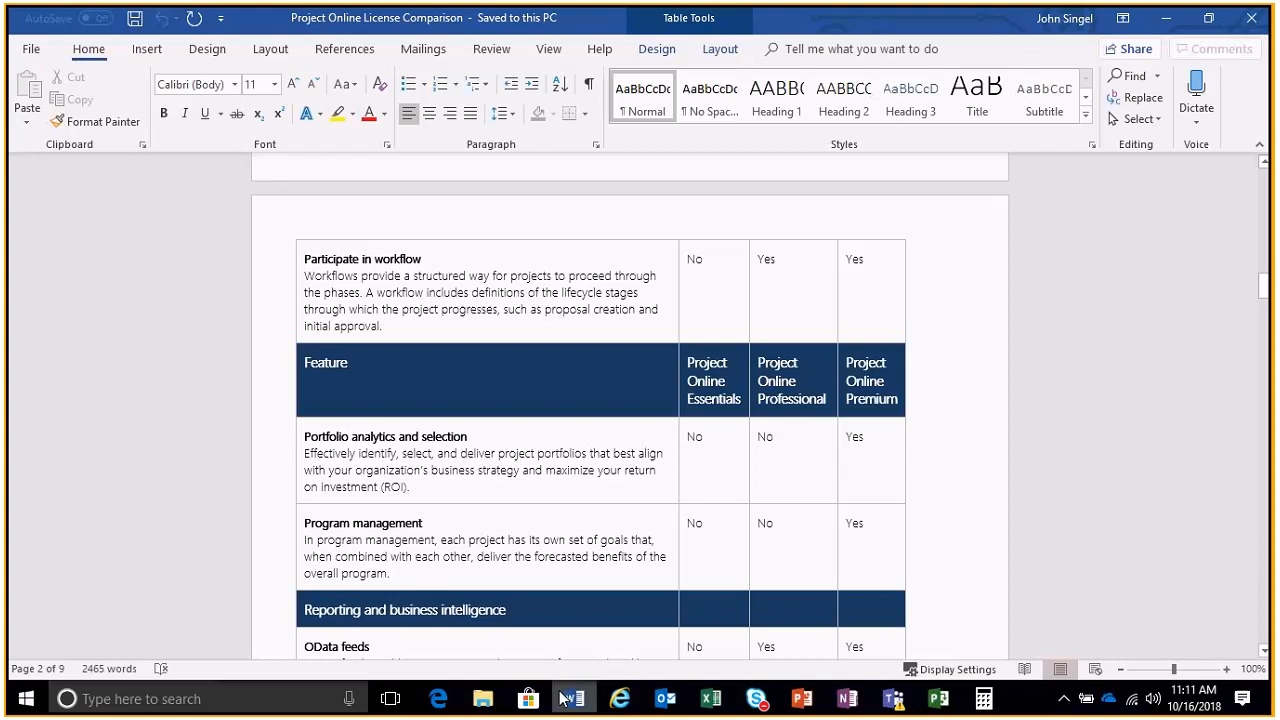 AutoSave Off Project Online License Comparison - Saved to this PC Table Tools John Singel
File Home Insert Design Layout References Mailings Review View Help Design Layout Tell me what you want to do Share Comments
Paste
Cut
Copy
Format Painter
Clipboard
Calibri (Body) 11
Font
Paragraph
AaBbCcDc AaBbCcDc AABBC AABBCC AaBbCcD AaB AaBbCcD
¶ Normal ¶ No Spac... Heading 1 Heading 2 Heading 3 Title Subtitle
Styles
Find
Replace
Select
Editing
Dictate
Voice
Participate in workflow No Yes Yes
Workflows provide a structured way for projects to proceed through
the phases. A workflow includes definitions of the lifecycle stages
through which the project progresses, such as proposal creation and
initial approval.
Feature
Project
Online
Essentials
Project
Online
Professional
Project
Online
Premium
Portfolio analytics and selection No No Yes
Effectively identify, select, and deliver project portfolios that best align
with your organization's business strategy and maximize your return
on investment (ROI).
Program management No No Yes
In program management, each project has its own set of goals that,
when combined with each other, deliver the forecasted benefits of the
overall program.
Reporting and business intelligence
OData feeds No Yes Yes
Page 2 of 9 2465 words Display Settings 100%
Type here to search
11:11 AM
10/16/2018